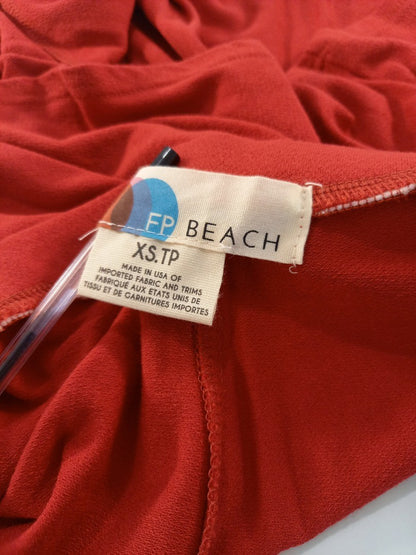 FP BEACH
XS.TP
MADE IN USA OF
IMPORTED FABRIC AND TRIMS
FABRIQUÉ AUX ETATS UNIS DE
TISSU ET DE GARNITURES IMPORTES